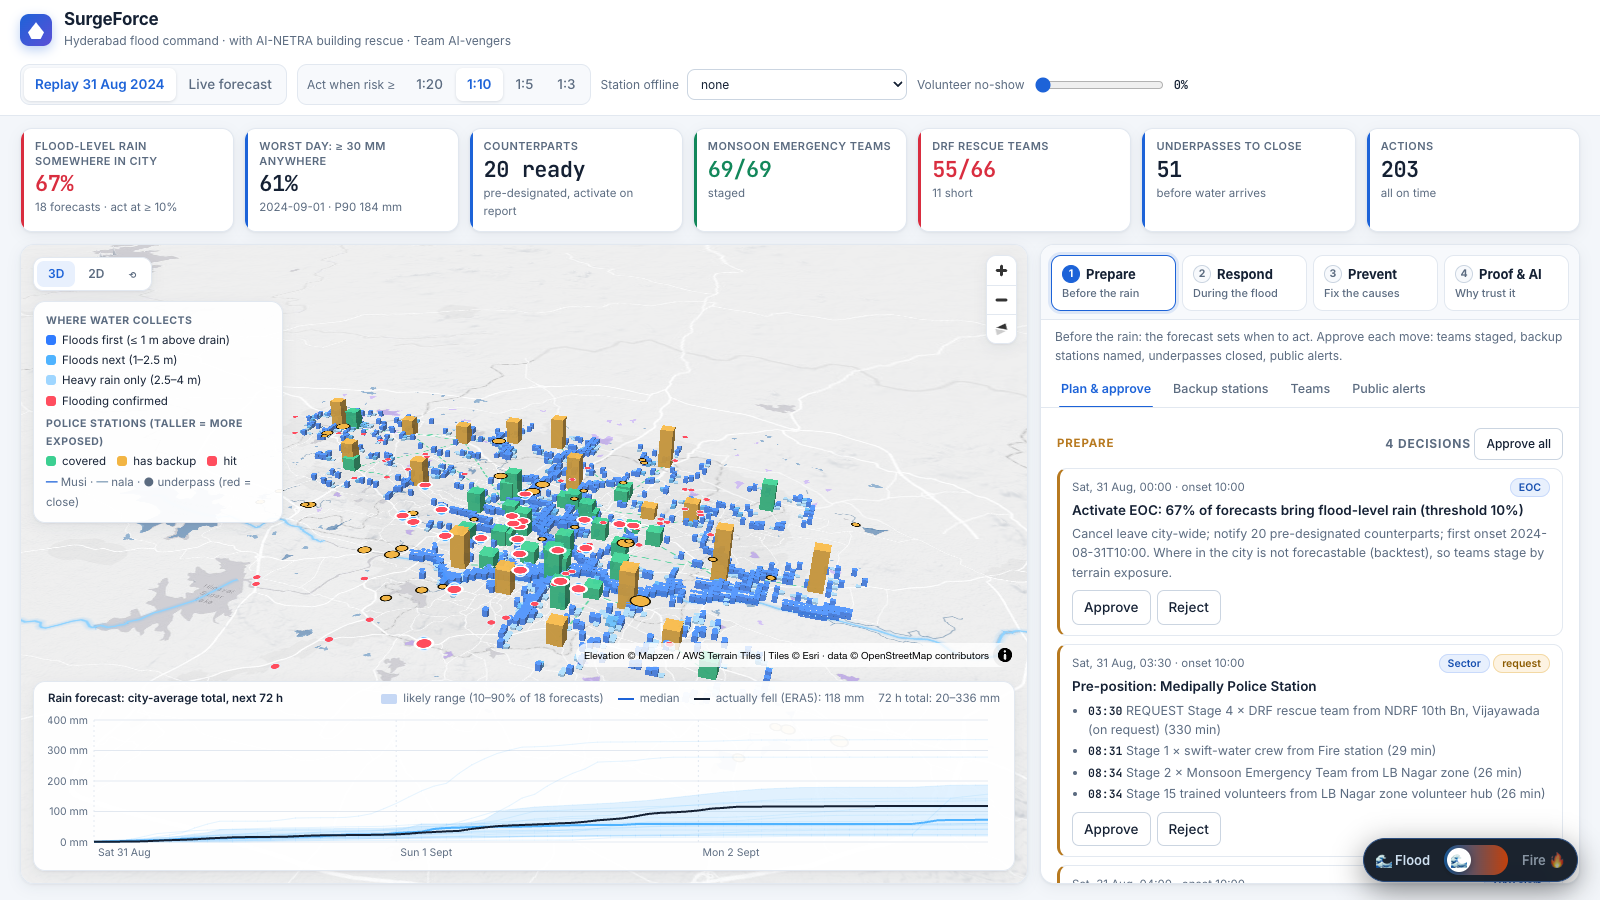 SurgeForce
Hyderabad flood command · with AI-NETRA building rescue · Team AI-vengers
Replay 31 Aug 2024
Live forecast
Act when risk ≥ 1:20 1:10 1:5 1:3
Station offline none
Volunteer no-show 0%
FLOOD-LEVEL RAIN
SOMEWHERE IN CITY
67%
18 forecasts · act at ≥ 10%
WORST DAY: ≥ 30 MM
ANYWHERE
61%
2024-09-01 · P90 184 mm
COUNTERPARTS
20 ready
pre-designated, activate on
report
MONSOON EMERGENCY TEAMS
69/69
staged
DRF RESCUE TEAMS
55/66
11 short
UNDERPASSES TO CLOSE
51
before water arrives
ACTIONS
203
all on time
3D 2D
WHERE WATER COLLECTS
Floods first (≤ 1 m above drain)
Floods next (1–2.5 m)
Heavy rain only (2.5–4 m)
Flooding confirmed
POLICE STATIONS (TALLER = MORE
EXPOSED)
covered has backup hit
— Musi · — nala · ● underpass (red =
close)
Elevation © Mapzen / AWS Terrain Tiles | Tiles © Esri · data © OpenStreetMap contributors
Rain forecast: city-average total, next 72 h
likely range (10–90% of 18 forecasts) median actually fell (ERA5): 118 mm 72 h total: 20–336 mm
400 mm
300 mm
200 mm
100 mm
0 mm
Sat 31 Aug Sun 1 Sept Mon 2 Sept
1 Prepare
Before the rain
2 Respond
During the flood
3 Prevent
Fix the causes
4 Proof & AI
Why trust it
Before the rain: the forecast sets when to act. Approve each move: teams staged, backup
stations named, underpasses closed, public alerts.
Plan & approve Backup stations Teams Public alerts
PREPARE 4 DECISIONS Approve all
Sat, 31 Aug, 00:00 · onset 10:00 EOC
Activate EOC: 67% of forecasts bring flood-level rain (threshold 10%)
Cancel leave city-wide; notify 20 pre-designated counterparts; first onset 2024-
08-31T10:00. Where in the city is not forecastable (backtest), so teams stage by
terrain exposure.
Approve Reject
Sat, 31 Aug, 03:30 · onset 10:00 Sector request
Pre-position: Medipally Police Station
• 03:30 REQUEST Stage 4 × DRF rescue team from NDRF 10th Bn, Vijayawada
(on request) (330 min)
• 08:31 Stage 1 × swift-water crew from Fire station (29 min)
• 08:34 Stage 2 × Monsoon Emergency Team from LB Nagar zone (26 min)
• 08:34 Stage 15 trained volunteers from LB Nagar zone volunteer hub (26 min)
Approve Reject
🌊 Flood 🌊 Fire 🔥